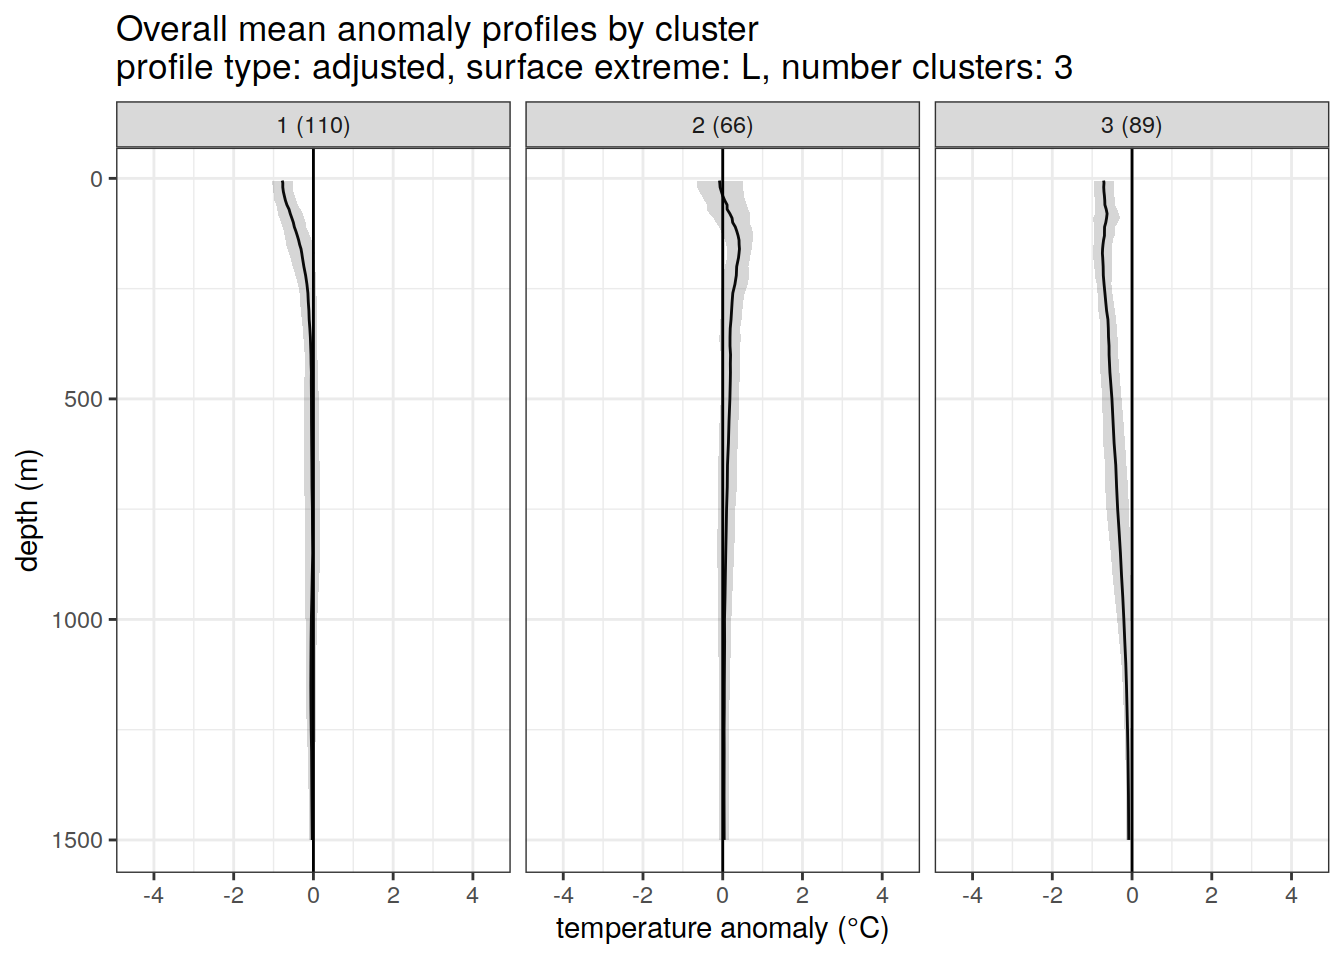 Overall mean anomaly profiles by cluster
profile type: adjusted, surface extreme: L, number clusters: 3
1 (110)
2 (66)
3 (89)
0
500
1000
1500
depth (m)
-4 -2 0 2 4
-4 -2 0 2 4
-4 -2 0 2 4
temperature anomaly (°C)